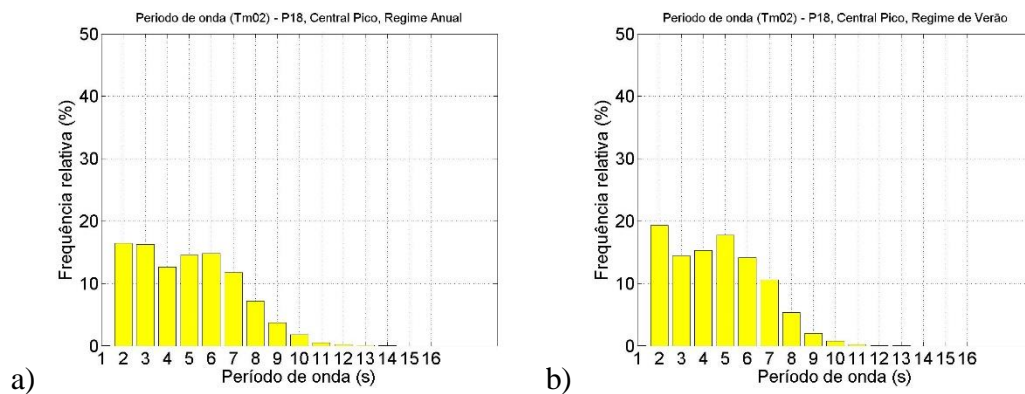 Periodo de onda (Tm02) - P18, Central Pico, Regime Anual
50
40
30
20
10
0
Frequência relativa (%)
1 2 3 4 5 6 7 8 9 10 11 12 13 14 15 16
Período de onda (s)
a)
Periodo de onda (Tm02) - P18, Central Pico, Regime de Verão
50
40
30
20
10
0
Frequência relativa (%)
1 2 3 4 5 6 7 8 9 10 11 12 13 14 15 16
Período de onda (s)
b)